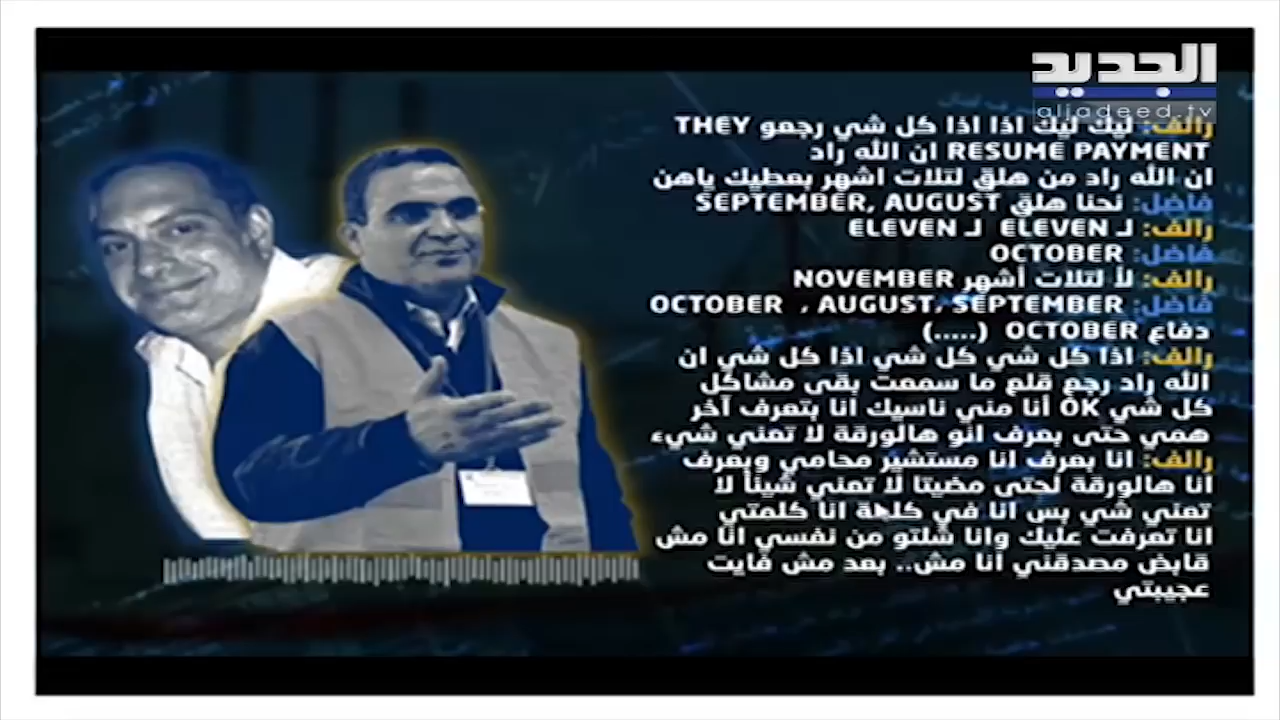 الجديد
aljadeed.tv
رالف: ليك ليك اذا اذا كل شي رجعو THEY
RESUME PAYMENT ان الله راد
ان الله راد من هلق لتلات اشهر بعطيك ياهن
فاضل: نحنا هلق SEPTEMBER, AUGUST
رالف: لـ ELEVEN لـ ELEVEN
فاضل: OCTOBER
رالف: لأ لتلات أشهر NOVEMBER
فاضل: OCTOBER , AUGUST، SEPTEMBER
دفاع OCTOBER (.....)
رالف: اذا كل شي كل شي اذا كل شي ان
الله راد رجع قلع ما سمعت بقى مشاكل
كل شي OK أنا مني ناسيك انا بتعرف آخر
همي حتى بعرف انو هالورقة لا تعني شيء
رالف: انا بعرف انا مستشير محامي وبعرف
انا هالورقة لحتى مضيتا لا تعني شيئاً لا
تعني شي بس انا في كلمة انا كلمتي
انا تعرفت عليك وانا شلتو من نفسي انا مش
قابض مصدقني انا مش.. بعد مش فايت
عجيبتي